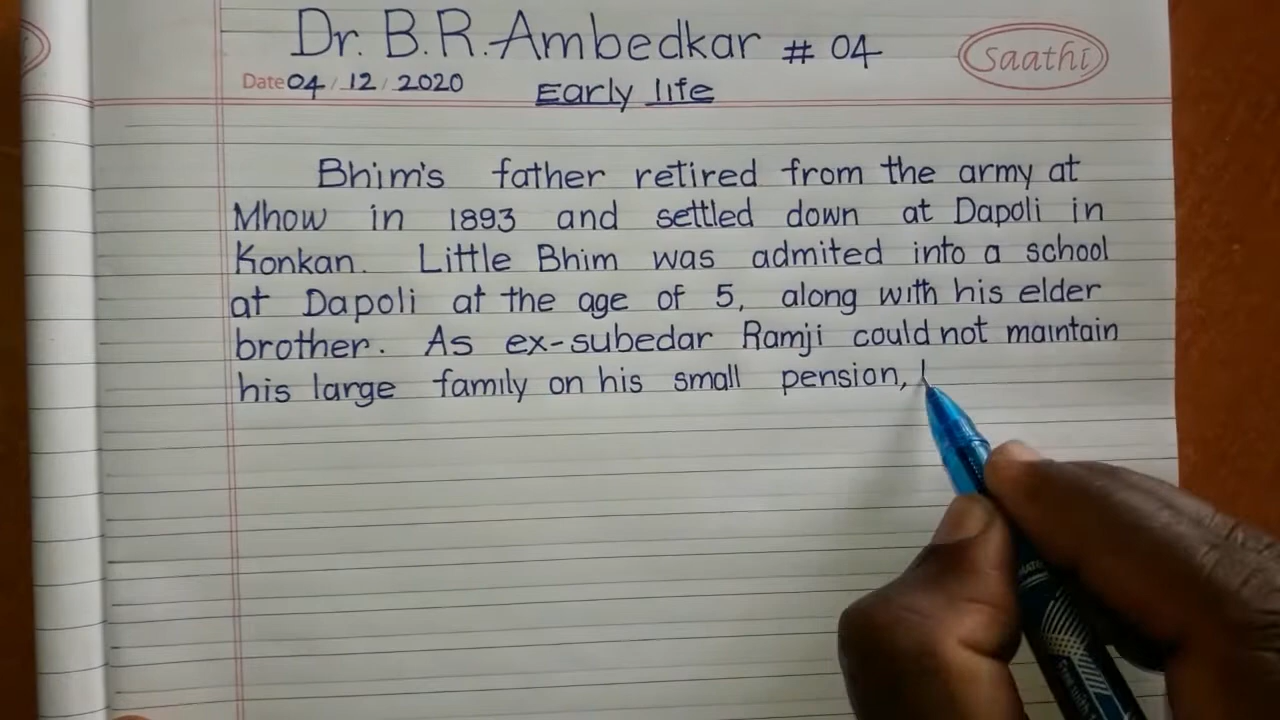 Dr. B.R. Ambedkar # 04
Saathi
Date 04/12/2020
Early life
Bhim's father retired from the army at
Mhow in 1893 and settled down at Dapoli in
Konkan. Little Bhim was admited into a school
at Dapoli at the age of 5, along with his elder
brother. As ex-subedar Ramji could not maintain
his large family on his small pension,